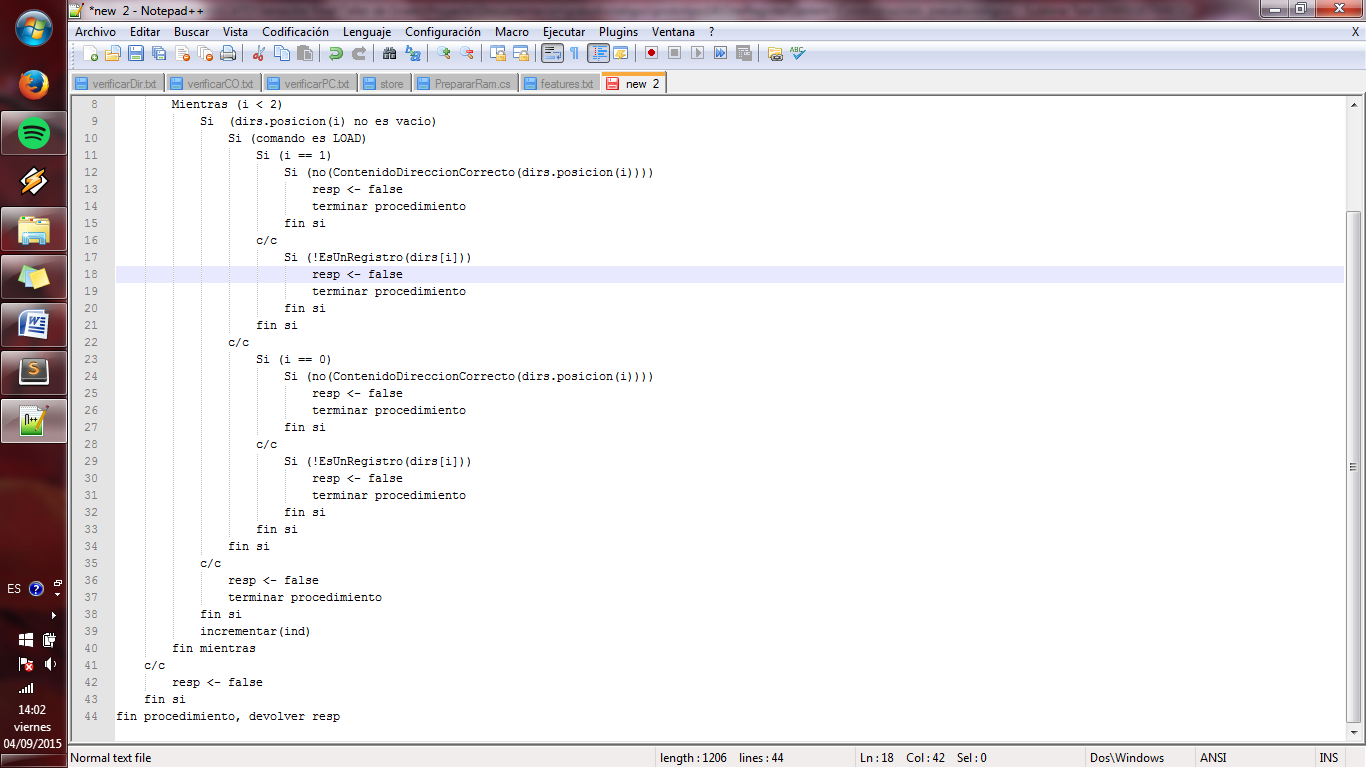 *new 2 - Notepad++
Archivo Editar Buscar Vista Codificación Lenguaje Configuración Macro Ejecutar Plugins Ventana ? X
verificarDir.txt verificarCO.txt verificarPC.txt store PrepararRam.cs features.txt new 2
8 Mientras (i < 2)
9 Si (dirs.posicion(i) no es vacio)
10 Si (comando es LOAD)
11 Si (i == 1)
12 Si (no(ContenidoDireccionCorrecto(dirs.posicion(i))))
13 resp <- false
14 terminar procedimiento
15 fin si
16 c/c
17 Si (!EsUnRegistro(dirs[i]))
18 resp <- false
19 terminar procedimiento
20 fin si
21 fin si
22 c/c
23 Si (i == 0)
24 Si (no(ContenidoDireccionCorrecto(dirs.posicion(i))))
25 resp <- false
26 terminar procedimiento
27 fin si
28 c/c
29 Si (!EsUnRegistro(dirs[i]))
30 resp <- false
31 terminar procedimiento
32 fin si
33 fin si
34 fin si
35 c/c
36 resp <- false
37 terminar procedimiento
38 fin si
39 incrementar(ind)
40 fin mientras
41 c/c
42 resp <- false
43 fin si
44 fin procedimiento, devolver resp
ES
14:02
viernes
04/09/2015
Normal text file length : 1206 lines : 44 Ln : 18 Col : 42 Sel : 0 Dos\Windows ANSI INS